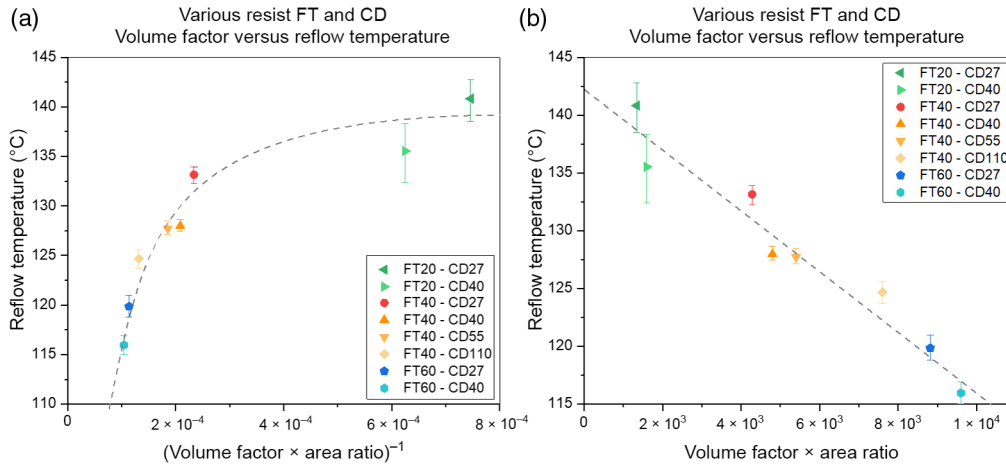 (a)
Various resist FT and CD
Volume factor versus reflow temperature
145
140
135
130
125
120
115
110
Reflow temperature (°C)
0
2 × 10⁻⁴
4 × 10⁻⁴
6 × 10⁻⁴
8 × 10⁻⁴
(Volume factor × area ratio)⁻¹
FT20 - CD27
FT20 - CD40
FT40 - CD27
FT40 - CD40
FT40 - CD55
FT40 - CD110
FT60 - CD27
FT60 - CD40
(b)
Various resist FT and CD
Volume factor versus reflow temperature
145
140
135
130
125
120
115
Reflow temperature (°C)
0
2 × 10³
4 × 10³
6 × 10³
8 × 10³
1 × 10⁴
Volume factor × area ratio
FT20 - CD27
FT20 - CD40
FT40 - CD27
FT40 - CD40
FT40 - CD55
FT40 - CD110
FT60 - CD27
FT60 - CD40